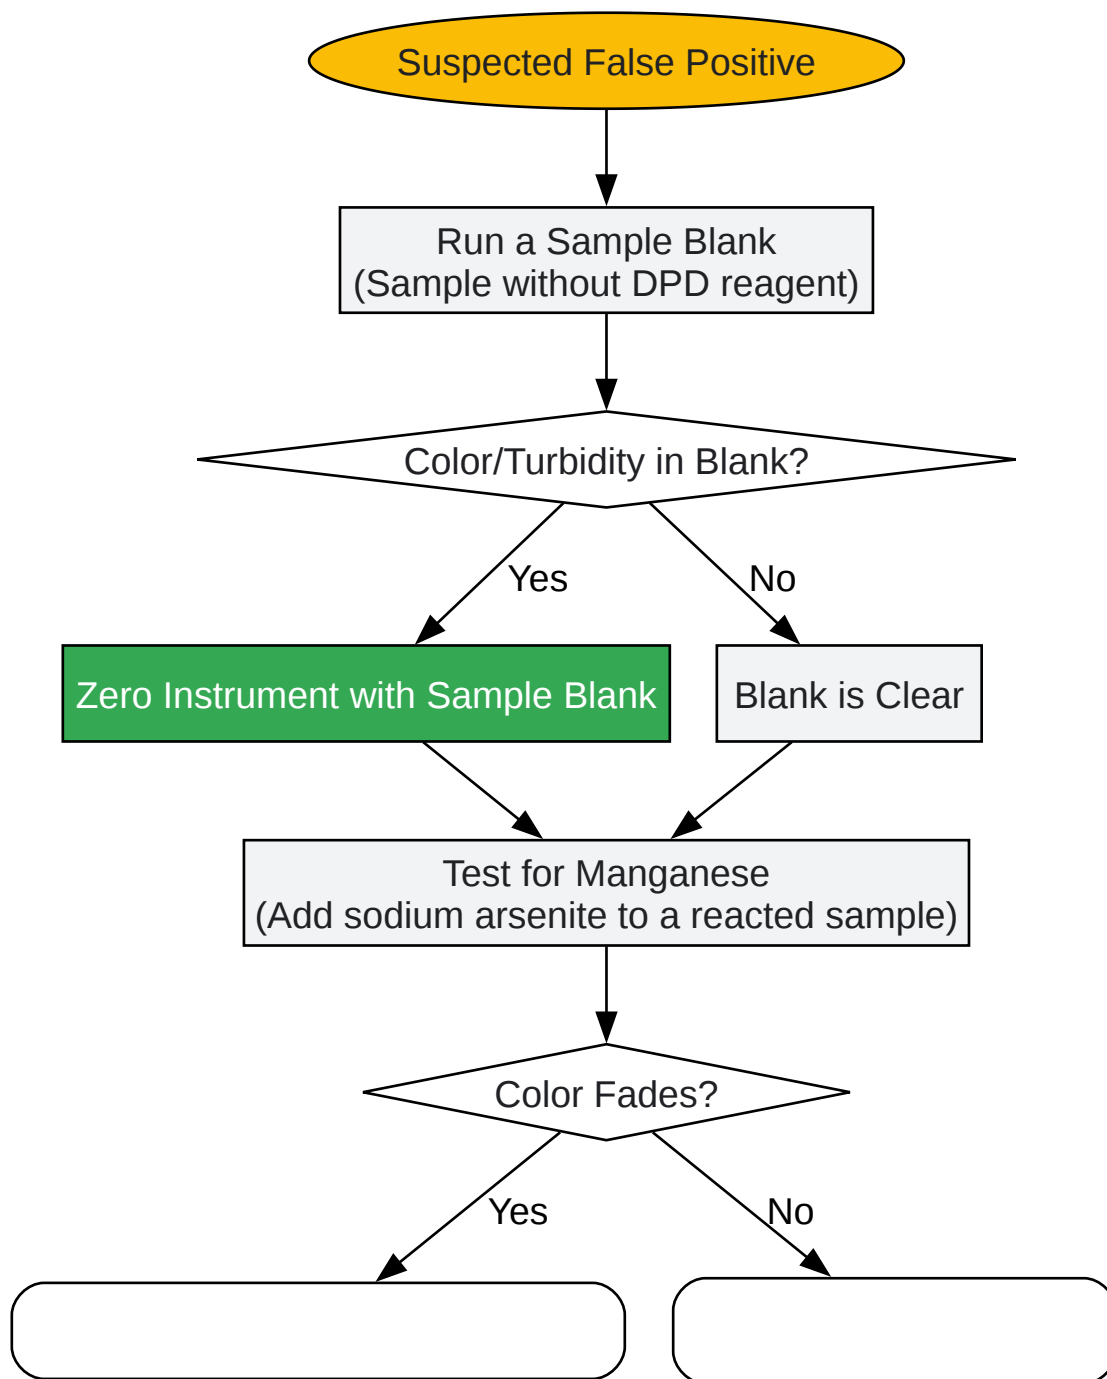 Suspected False Positive
Run a Sample Blank
(Sample without DPD reagent)
Color/Turbidity in Blank?
Yes
No
Zero Instrument with Sample Blank
Blank is Clear
Test for Manganese
(Add sodium arsenite to a reacted sample)
Color Fades?
Yes
No